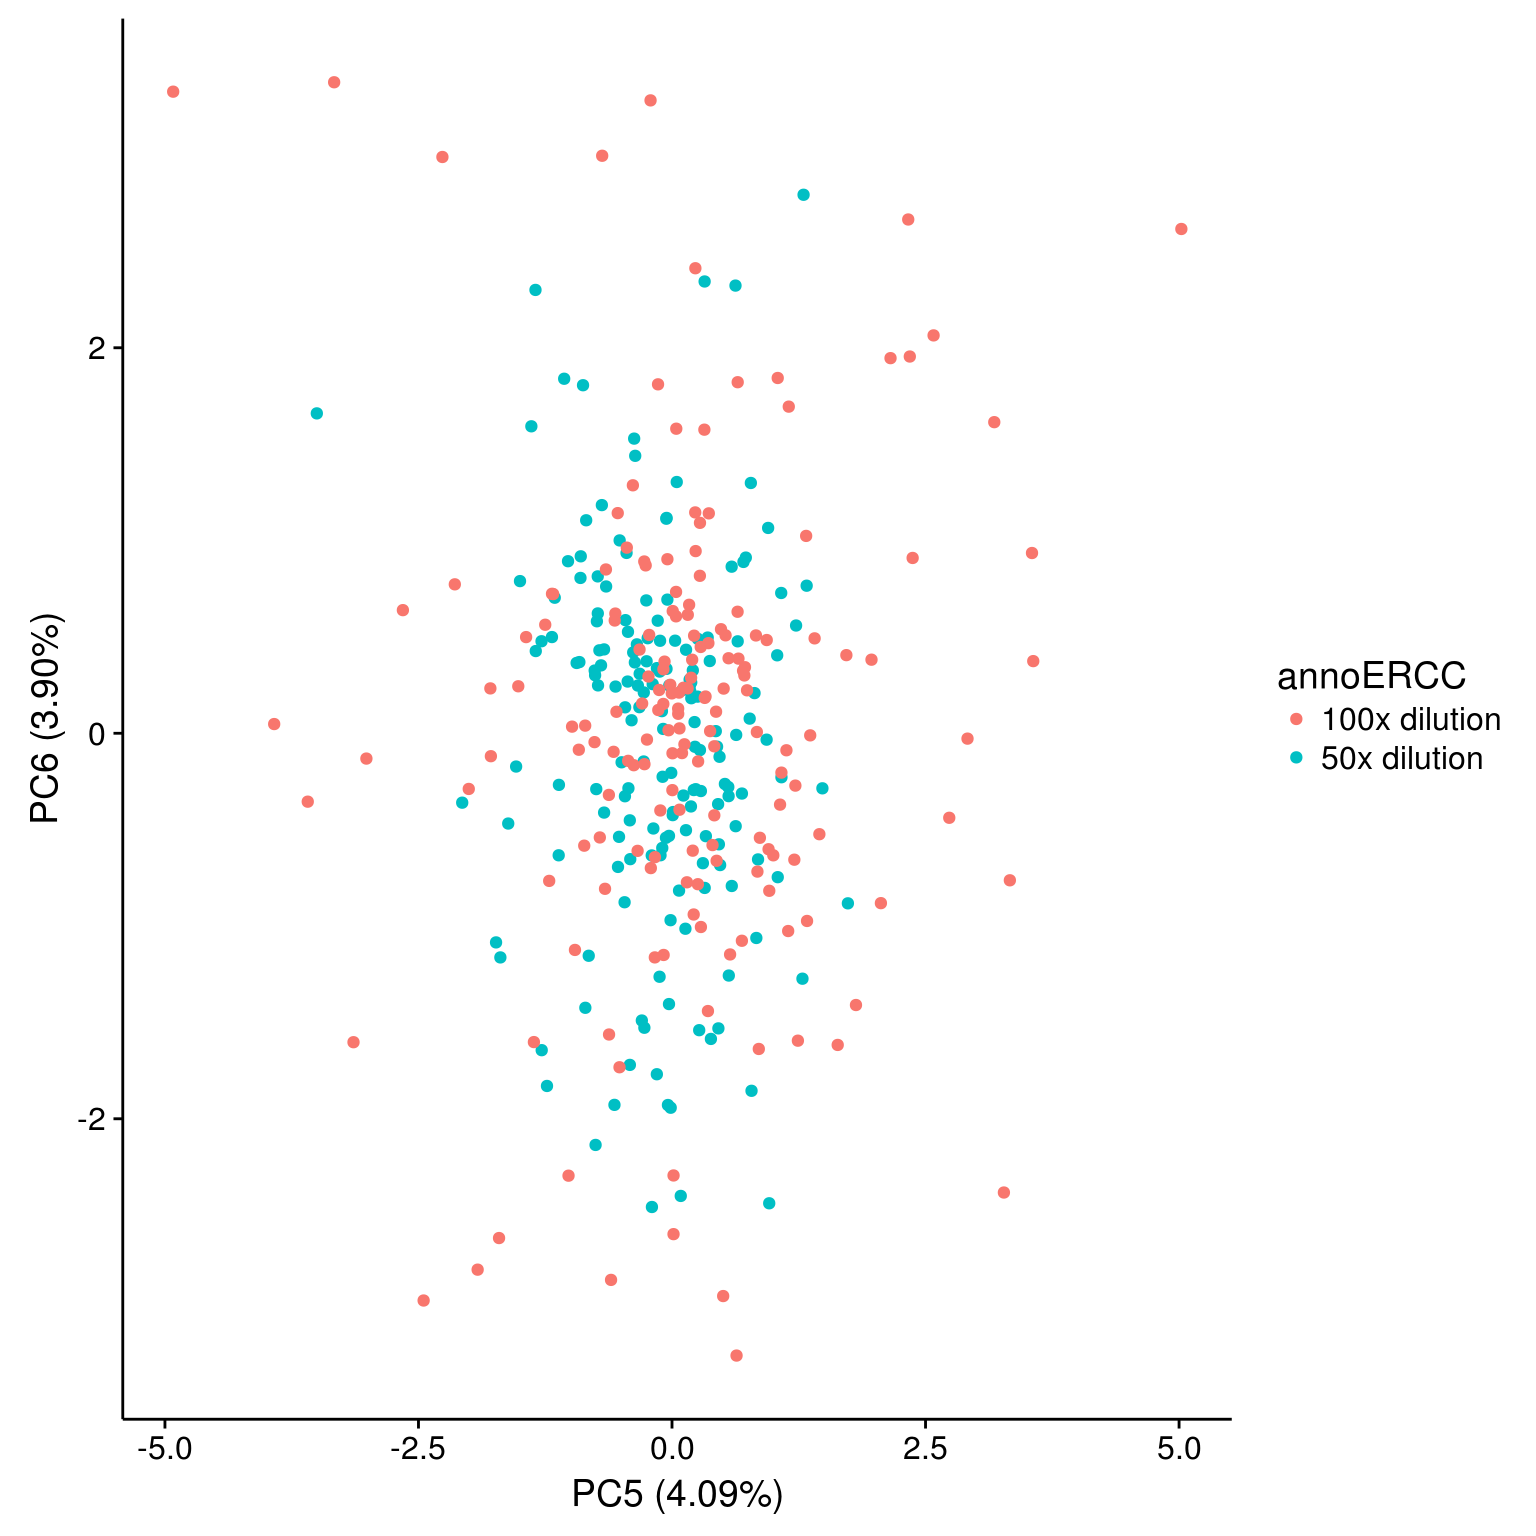 PC6 (3.90%)
2
0
-2
-5.0
-2.5
0.0
2.5
5.0
PC5 (4.09%)
annoERCC
100x dilution
50x dilution